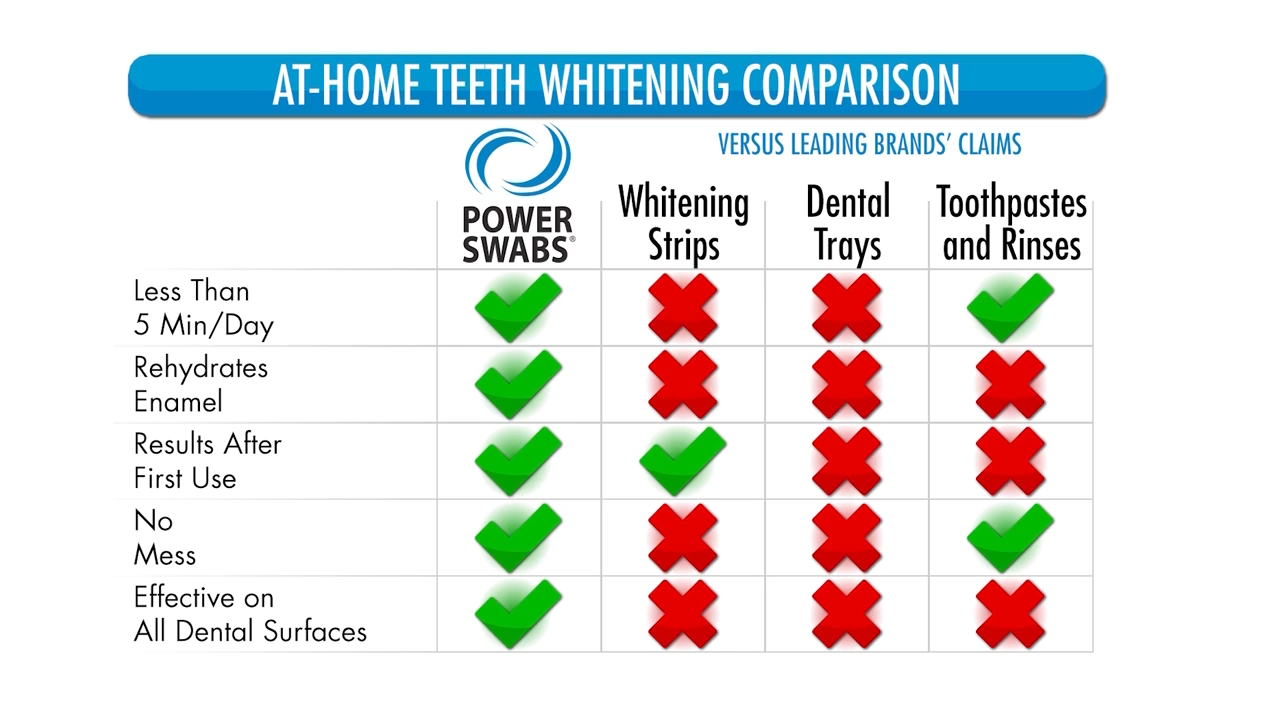 AT-HOME TEETH WHITENING COMPARISON
VERSUS LEADING BRANDS' CLAIMS
POWER
SWABS®
Whitening
Strips
Dental
Trays
Toothpastes
and Rinses
Less Than
5 Min/Day
Rehydrates
Enamel
Results After
First Use
No
Mess
Effective on
All Dental Surfaces